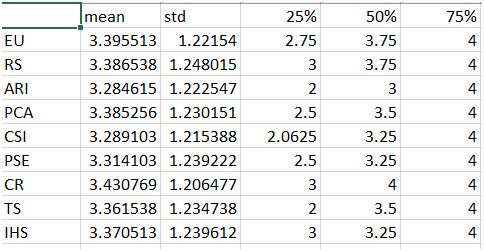 mean std 25% 50% 75%
EU 3.395513 1.22154 2.75 3.75 4
RS 3.386538 1.248015 3 3.75 4
ARI 3.284615 1.222547 2 3 4
PCA 3.385256 1.230151 2.5 3.5 4
CSI 3.289103 1.215388 2.0625 3.25 4
PSE 3.314103 1.239222 2.5 3.25 4
CR 3.430769 1.206477 3 4 4
TS 3.361538 1.234738 2 3.5 4
IHS 3.370513 1.239612 3 3.25 4